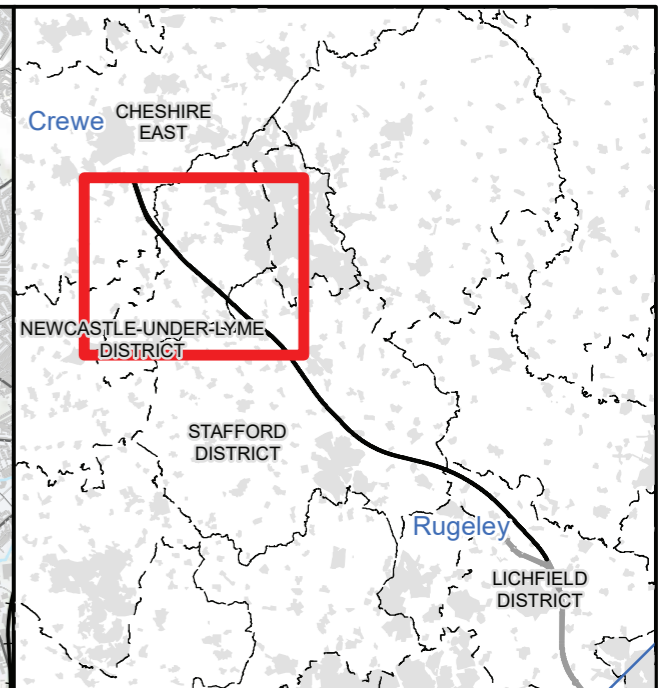 Crewe
CHESHIRE
EAST
NEWCASTLE-UNDER-LYME
DISTRICT
STAFFORD
DISTRICT
Rugeley
LICHFIELD
DISTRICT